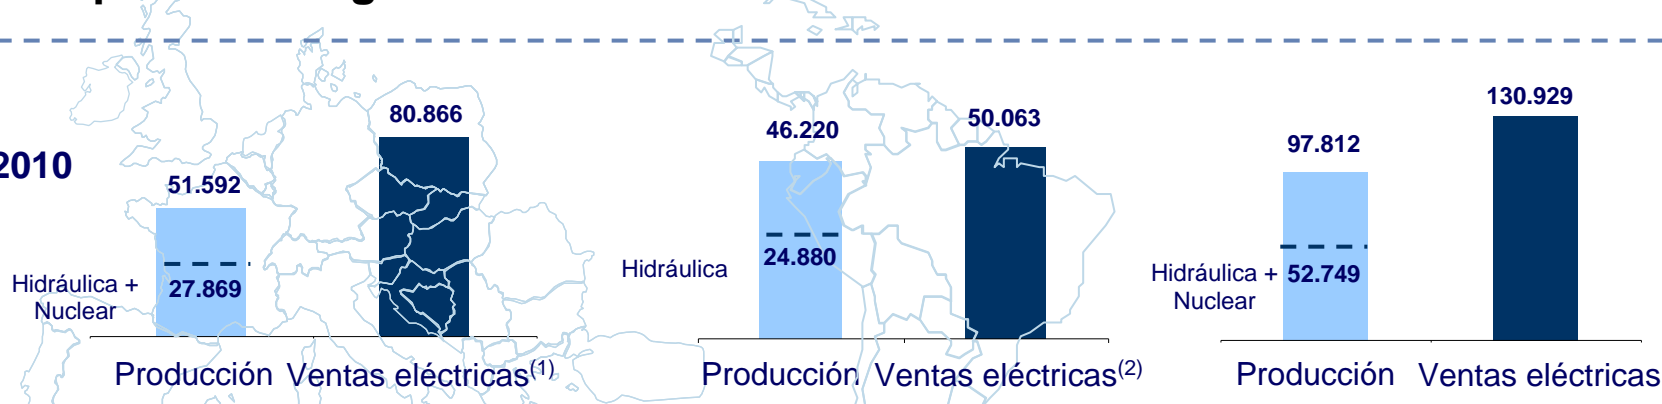 2010
80.866
51.592
Hidráulica +
Nuclear
27.869
Producción
Ventas eléctricas(1)
46.220
50.063
Hidráulica
24.880
Producción
Ventas eléctricas(2)
130.929
97.812
Hidráulica +
Nuclear
52.749
Producción
Ventas eléctricas